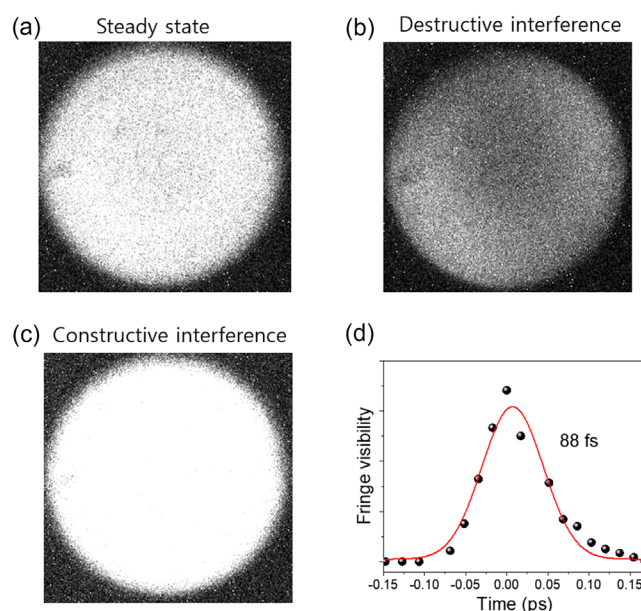 (a)
Steady state
(b)
Destructive interference
(c)
Constructive interference
(d)
Fringe visibility
88 fs
-0.15 -0.10 -0.05 0.00 0.05 0.10 0.15
Time (ps)